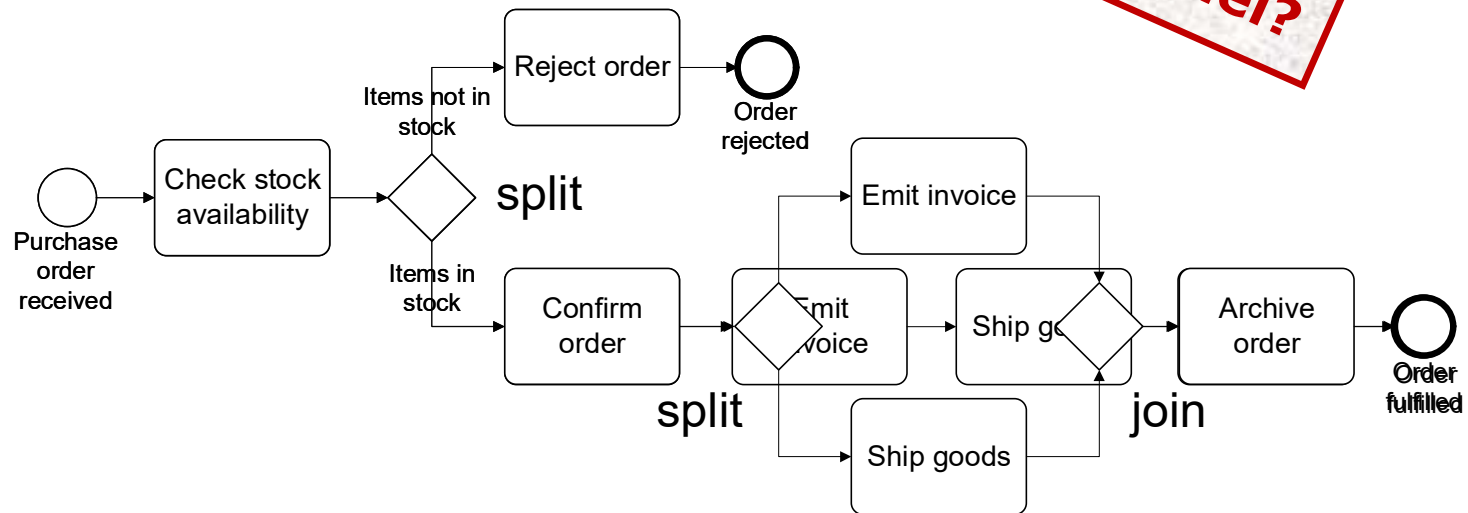 Reject order
Items not in
stock
Order
rejected
Check stock
availability
split
Emit invoice
Purchase
order
received
Items in
stock
Confirm
order
Ship
Archive
order
Order
fulfilled
split
join
Ship goods